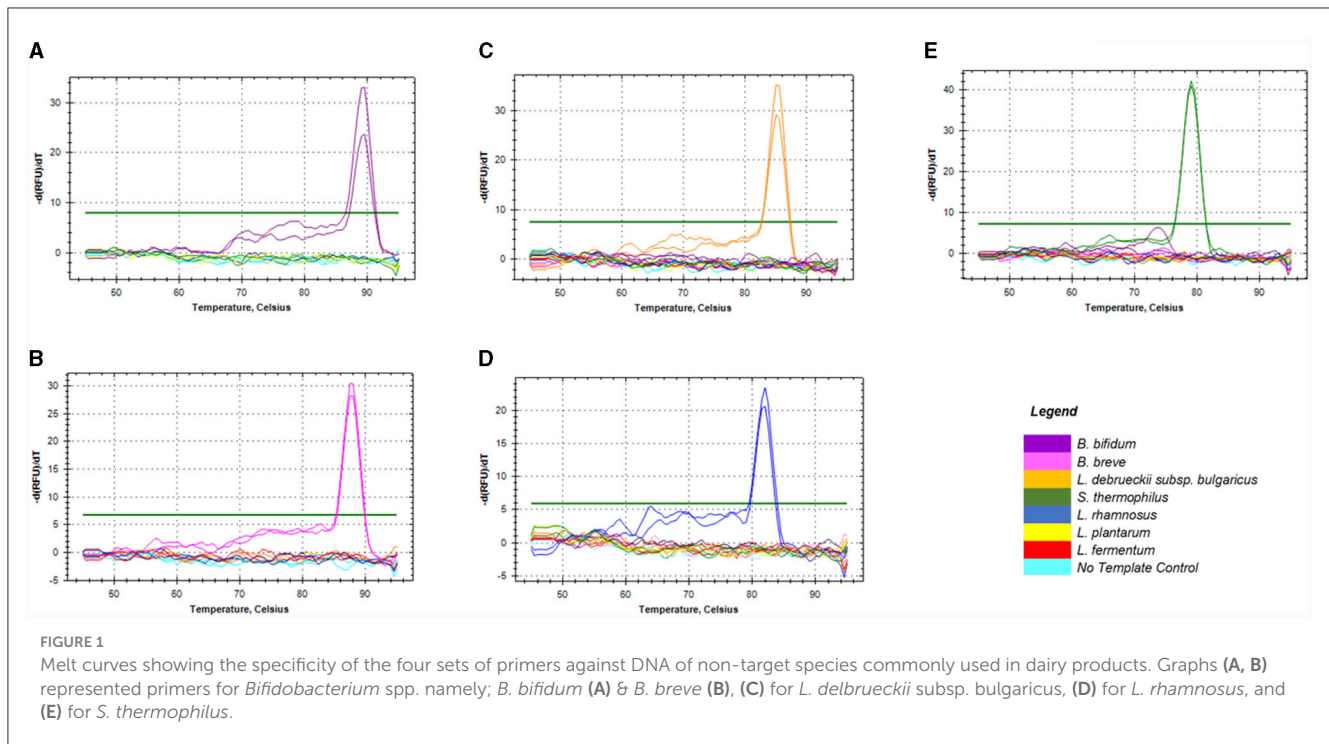 A
30
20
10
0
-d(RFU)/dT
50 60 70 80 90
Temperature, Celsius
C
30
20
10
0
-d(RFU)/dT
50 60 70 80 90
Temperature, Celsius
E
40
30
20
10
0
-d(RFU)/dT
50 60 70 80 90
Temperature, Celsius
B
30
25
20
15
10
5
0
-5
-d(RFU)/dT
50 60 70 80 90
Temperature, Celsius
D
20
15
10
5
0
-5
-d(RFU)/dT
50 60 70 80 90
Temperature, Celsius
Legend
B. bifidum
B. breve
L. debrueckii subsp. bulgaricus
S. thermophilus
L. rhamnosus
L. plantarum
L. fermentum
No Template Control
FIGURE 1
Melt curves showing the specificity of the four sets of primers against DNA of non-target species commonly used in dairy products. Graphs (A, B)
represented primers for Bifidobacterium spp. namely; B. bifidum (A) & B. breve (B), (C) for L. delbrueckii subsp. bulgaricus, (D) for L. rhamnosus, and
(E) for S. thermophilus.